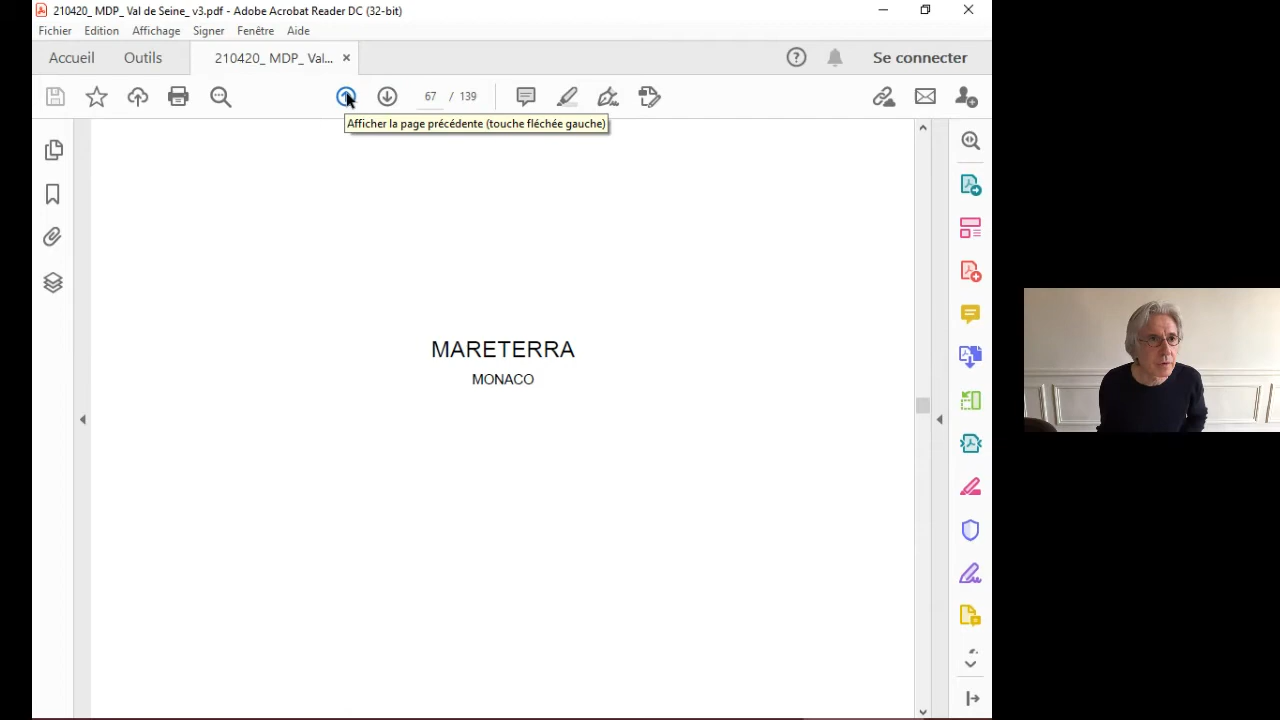 210420_ MDP_ Val de Seine_ v3.pdf - Adobe Acrobat Reader DC (32-bit)
Fichier Edition Affichage Signer Fenêtre Aide
Accueil Outils 210420_ MDP_ Val... × Se connecter
67 / 139
Afficher la page précédente (touche fléchée gauche)
MARETERRA
MONACO